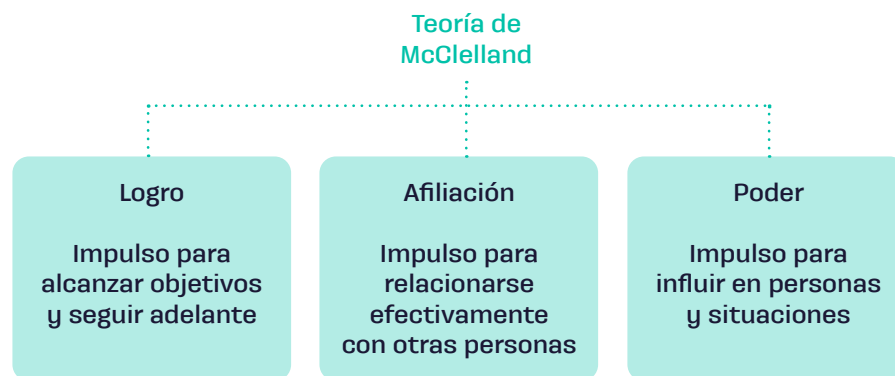 Teoría de
McClelland
Logro
Impulso para
alcanzar objetivos
y seguir adelante
Afiliación
Impulso para
relacionarse
efectivamente
con otras personas
Poder
Impulso para
influir en personas
y situaciones